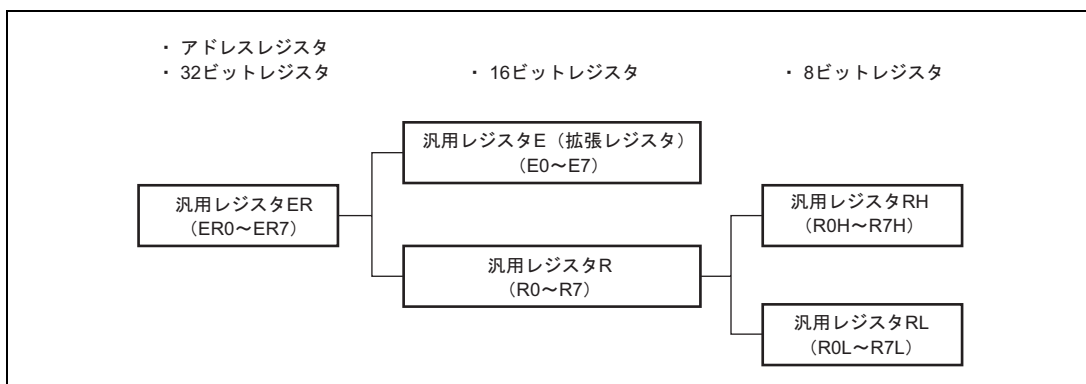 ・ アドレスレジスタ
・ 32ビットレジスタ
・ 16ビットレジスタ
・ 8ビットレジスタ
汎用レジスタE（拡張レジスタ）
（E0～E7）
汎用レジスタER
（ER0～ER7）
汎用レジスタRH
（R0H～R7H）
汎用レジスタR
（R0～R7）
汎用レジスタRL
（R0L～R7L）